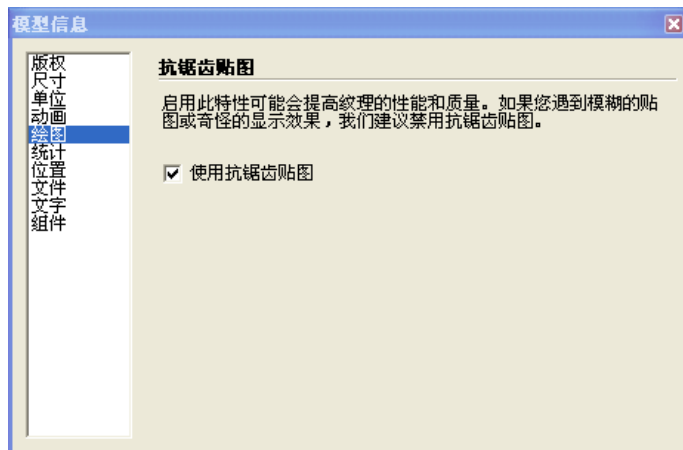 模型信息
版权
尺寸
单位
动画
绘图
统计
位置
文件
文字
组件
抗锯齿贴图
启用此特性可能会提高纹理的性能和质量。如果您遇到模糊的贴
图或奇怪的显示效果，我们建议禁用抗锯齿贴图。
使用抗锯齿贴图